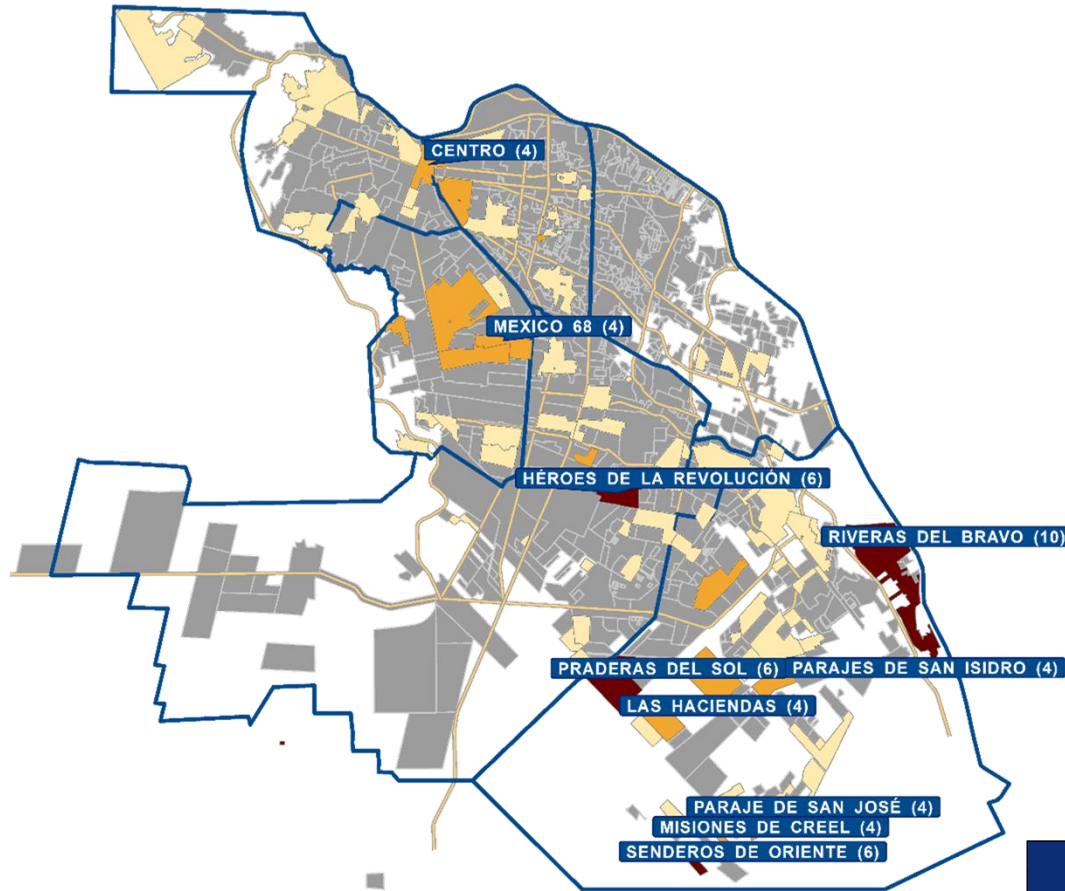 CENTRO (4)
MEXICO 68 (4)
HÉROES DE LA REVOLUCIÓN (6)
RIVERAS DEL BRAVO (10)
PRADERAS DEL SOL (6)
PARAJES DE SAN ISIDRO (4)
LAS HACIENDAS (4)
PARAJE DE SAN JOSÉ (4)
MISIONES DE CREEL (4)
SENDEROS DE ORIENTE (6)